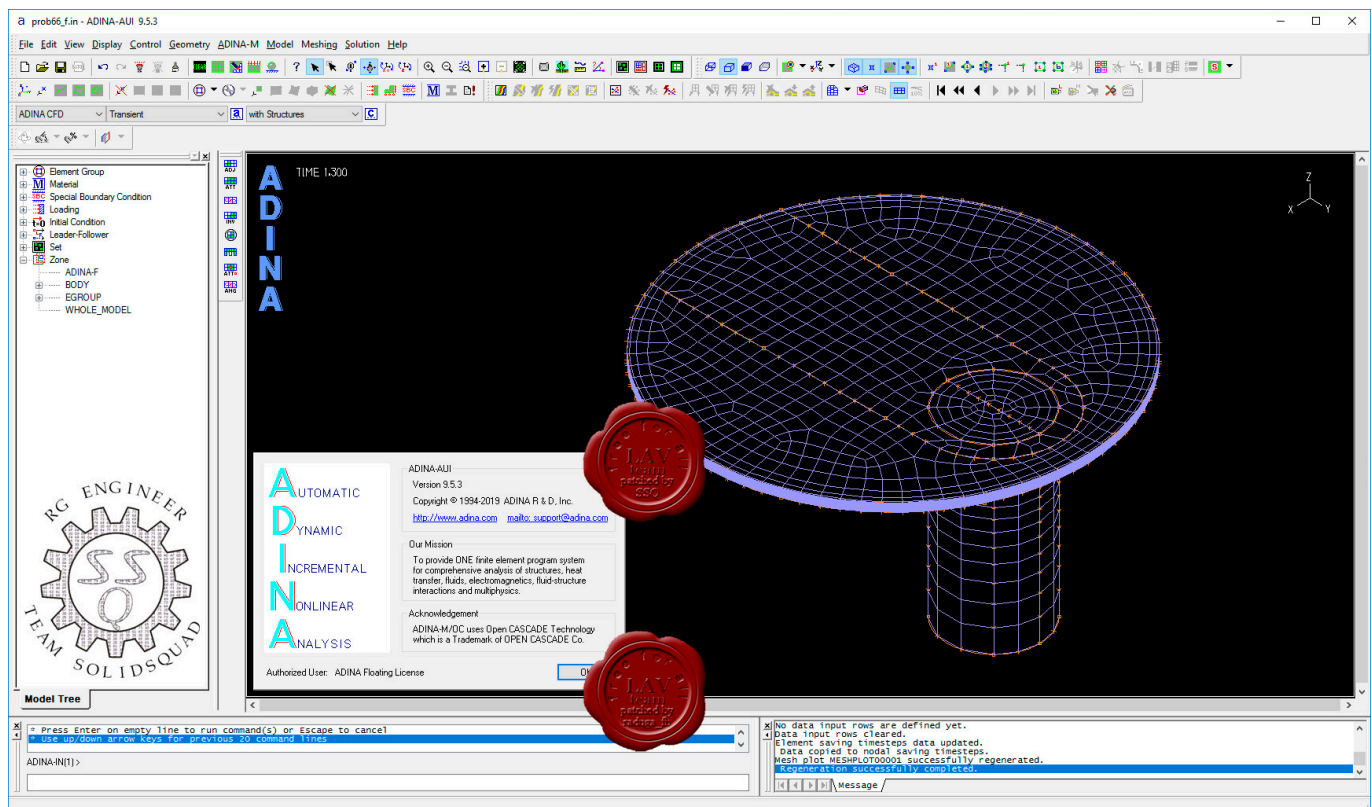 a prob66_f.in - ADINA-AUI 9.5.3
File Edit View Display Control Geometry ADINA-M Model Meshing Solution Help
ADINA CFD Transient a with Structures C
Element Group
Material
Special Boundary Condition
Loading
Initial Condition
Leader-Follower
Set
Zone
ADINA-F
BODY
EGROUP
WHOLE_MODEL
RG ENGINEER
SSQ
TEAM SOLIDSQUAD
Model Tree
ADINA
TIME 1.300
Z
X Y
AUTOMATIC
DYNAMIC
INCREMENTAL
NONLINEAR
ANALYSIS
ADINA-AUI
Version 9.5.3
Copyright © 1994-2019 ADINA R & D, Inc.
http://www.adina.com mailto: support@adina.com
Our Mission
To provide ONE finite element program system
for comprehensive analysis of structures, heat
transfer, fluids, electromagnetics, fluid-structure
interactions and multiphysics.
Acknowledgement
ADINA-M/OC uses Open CASCADE Technology
which is a Trademark of OPEN CASCADE Co.
Authorized User: ADINA Floating License
LAV
team
patched by
SSQ
LAV
team
patched by
* Press Enter on empty line to run command(s) or Escape to cancel
* Use up/down arrow keys for previous 20 command lines
ADINA-IN(1) >
No data input rows are defined yet.
Data input rows cleared.
Element saving timesteps data updated.
Data copied to nodal saving timesteps.
Mesh plot MESHPLOT00001 successfully regenerated.
Regeneration successfully completed.
Message